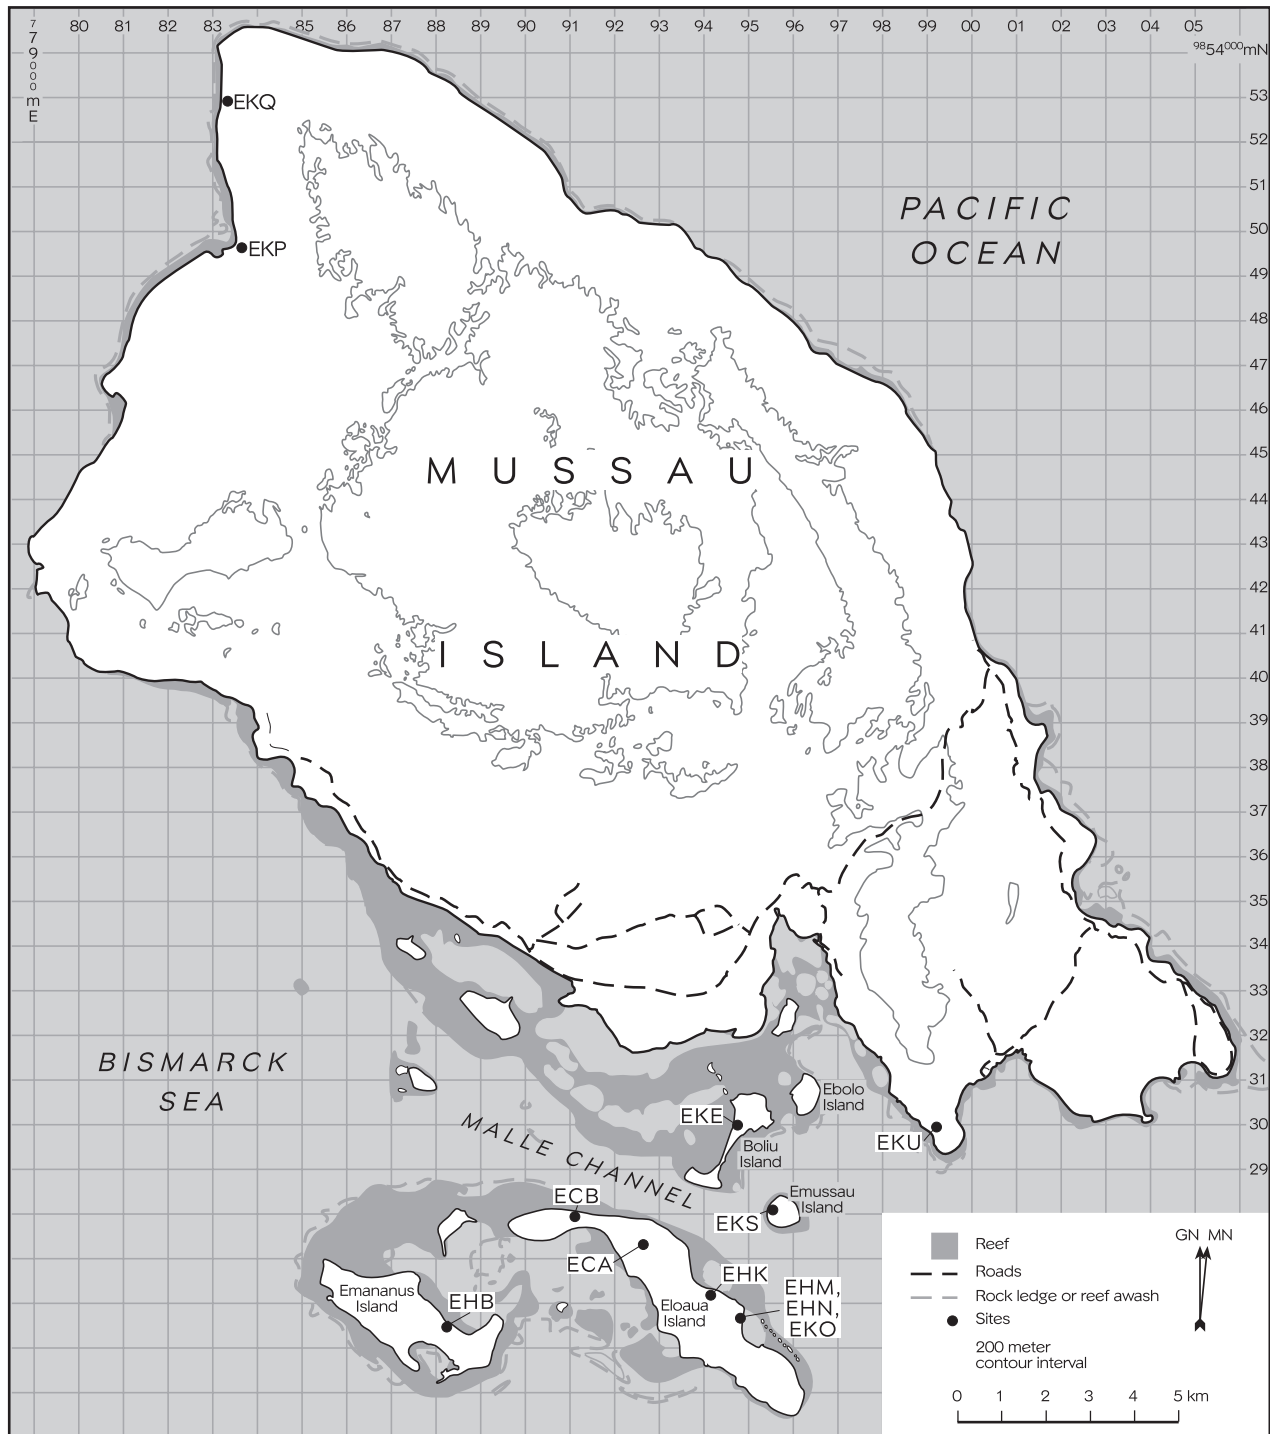 79000mE
80 81 82 83 84 85 86 87 88 89 90 91 92 93 94 95 96 97 98 99 00 01 02 03 04 05
9854000mN
53
EKQ
52
51
PACIFIC
OCEAN
50
EKP
49
48
47
46
45
MUSSAU
44
43
42
41
ISLAND
40
39
38
37
36
35
34
33
32
BISMARCK
SEA
31
Ebolo
Island
EKE
30
EKU
MALLE CHANNEL
Boliu
Island
29
ECB
Emussau
Island
EKS
ECA
EHK
Emananus
Island
EHB
Eloaua
Island
EHM,
EHN,
EKO
GN MN
Reef
Roads
Rock ledge or reef awash
Sites
200 meter
contour interval
0 1 2 3 4 5 km